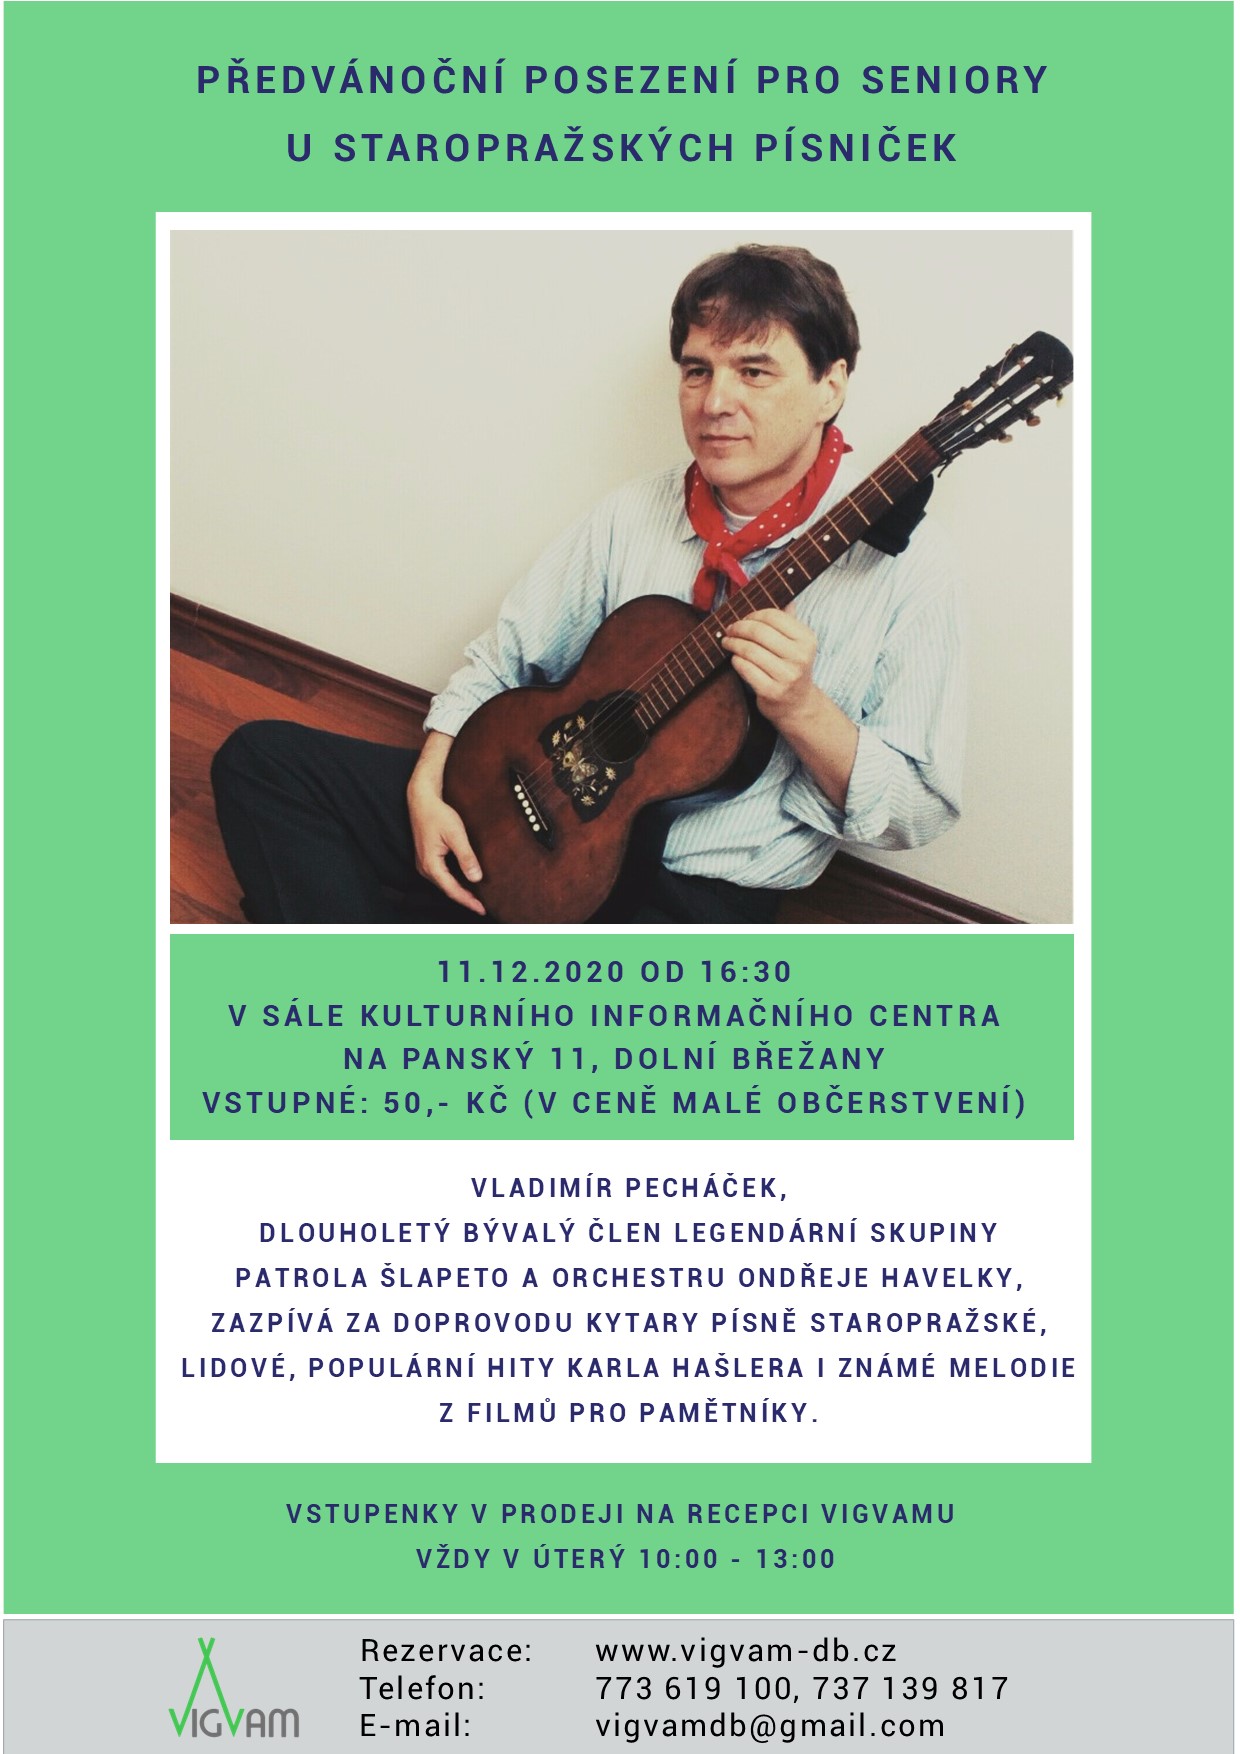 PŘEDVÁNOČNÍ POSEZENÍ PRO SENIORY
U STAROPRAŽSKÝCH PÍSNIČEK
11.12.2020 OD 16:30
V SÁLE KULTURNÍHO INFORMAČNÍHO CENTRA
NA PANSKÝ 11, DOLNÍ BŘEŽANY
VSTUPNÉ: 50,- KČ (V CENĚ MALÉ OBČERSTVENÍ)
VLADIMÍR PECHÁČEK,
DLOUHOLETÝ BÝVALÝ ČLEN LEGENDÁRNÍ SKUPINY
PATROLA ŠLAPETO A ORCHESTRU ONDŘEJE HAVELKY,
ZAZPÍVÁ ZA DOPROVODU KYTARY PÍSNĚ STAROPRAŽSKÉ,
LIDOVÉ, POPULÁRNÍ HITY KARLA HAŠLERA I ZNÁMÉ MELODIE
Z FILMŮ PRO PAMĚTNÍKY.
VSTUPENKY V PRODEJI NA RECEPCI VIGVAMU
VŽDY V ÚTERÝ 10:00 - 13:00
VIGVAM
Rezervace: www.vigvam-db.cz
Telefon: 773 619 100, 737 139 817
E-mail: vigvamdb@gmail.com